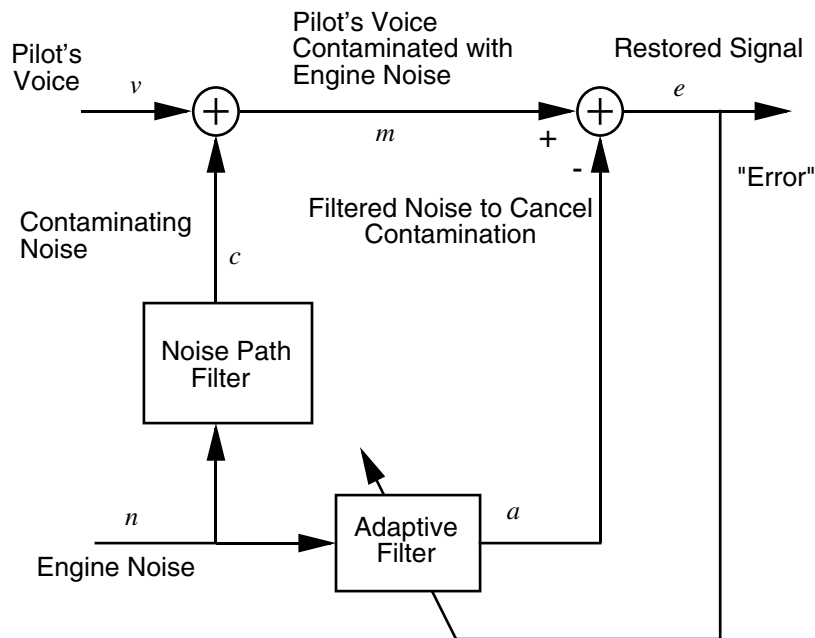 Pilot's
Voice
v
Pilot's Voice
Contaminated with
Engine Noise
Restored Signal
e
+
m
+
+
-
"Error"
Contaminating
Noise
c
Filtered Noise to Cancel
Contamination
Noise Path
Filter
n
Engine Noise
Adaptive
Filter
a